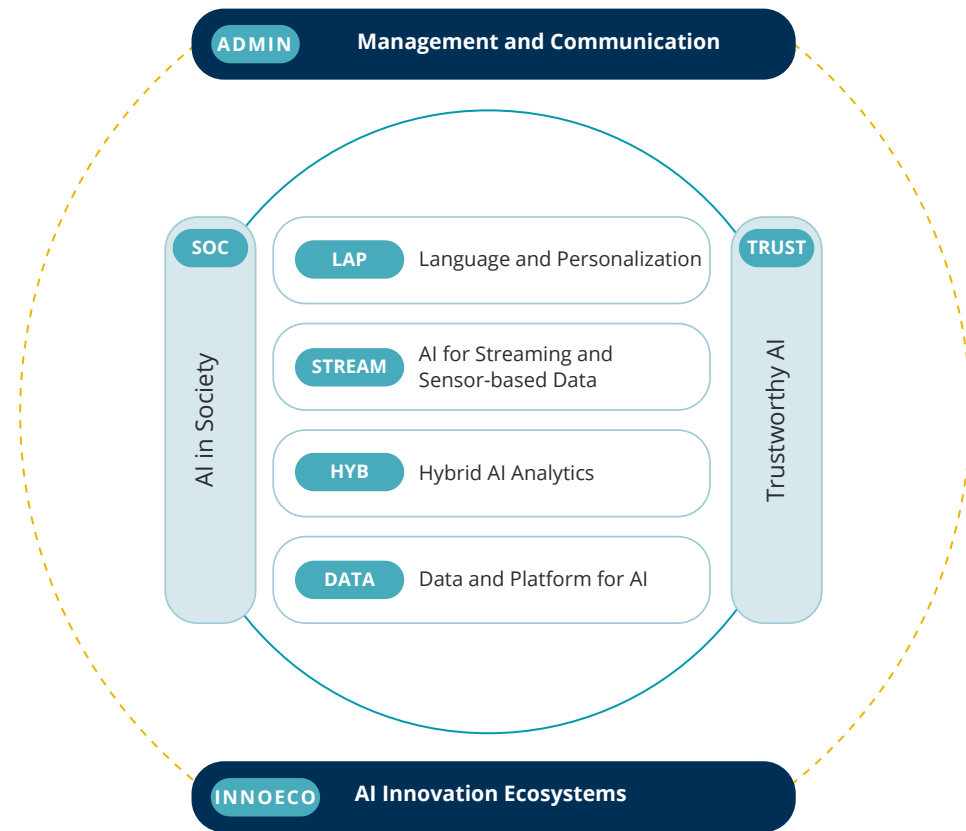 ADMIN Management and Communication
SOC
AI in Society
LAP Language and Personalization
STREAM AI for Streaming and
Sensor-based Data
HYB Hybrid AI Analytics
DATA Data and Platform for AI
TRUST
Trustworthy AI
INNOECO AI Innovation Ecosystems